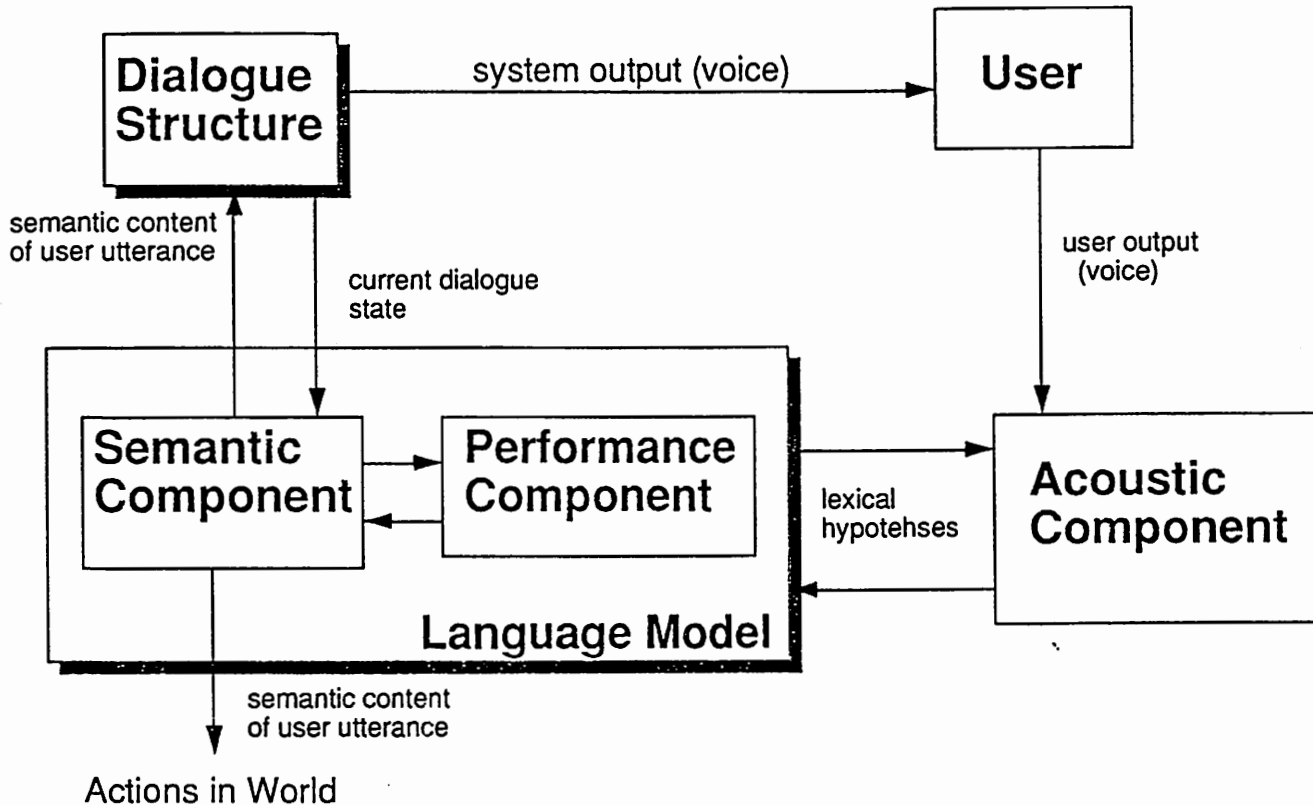 Dialogue
Structure
system output (voice)
User
semantic content
of user utterance
current dialogue
state
user output
(voice)
Semantic
Component
Performance
Component
lexical
hypotehses
Acoustic
Component
Language Model
semantic content
of user utterance
Actions in World